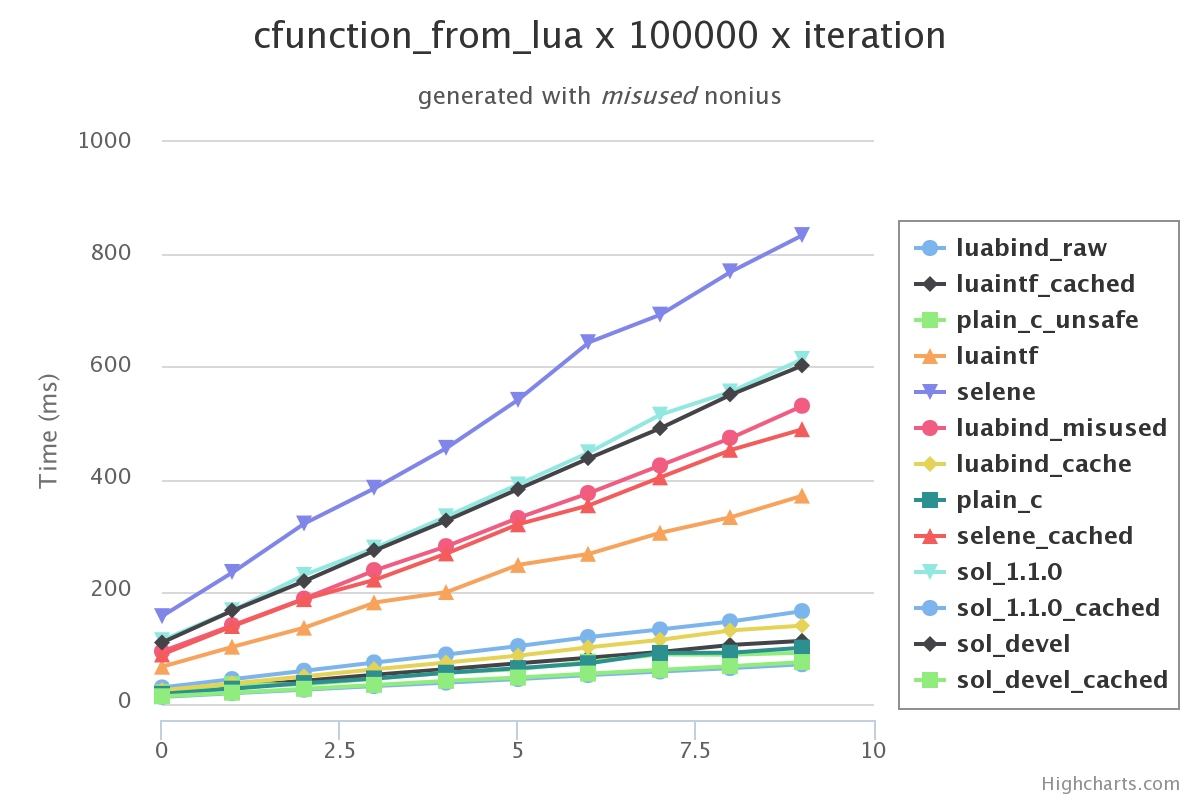 cfunction_from_lua x 100000 x iteration
generated with misused nonius
Time (ms)
1000
800
600
400
200
0
0 2.5 5 7.5 10
luabind_raw
luaintf_cached
plain_c_unsafe
luaintf
selene
luabind_misused
luabind_cache
plain_c
selene_cached
sol_1.1.0
sol_1.1.0_cached
sol_devel
sol_devel_cached
Highcharts.com